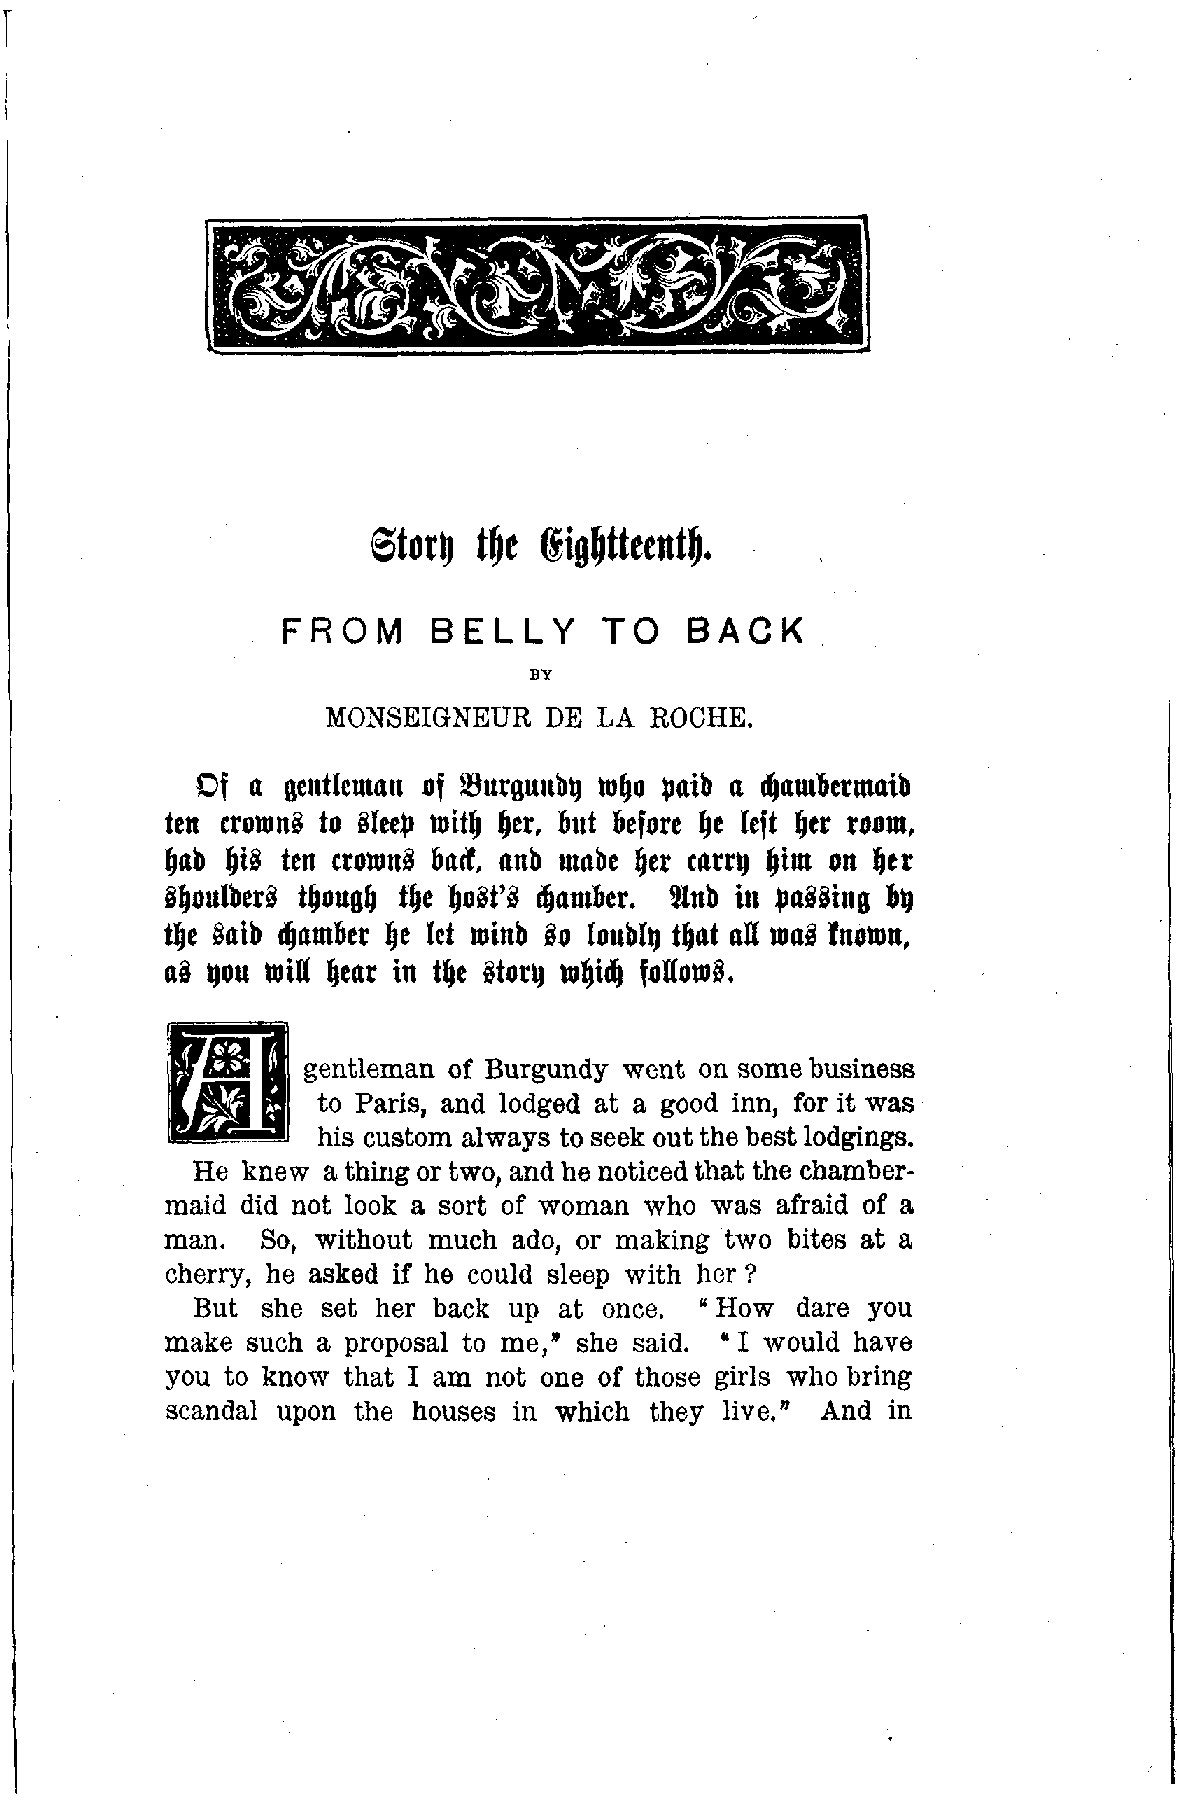 Story the Eightteenth.
FROM BELLY TO BACK
BY
MONSEIGNEUR DE LA ROCHE.
Of a gentleman of Burgundy who paid a chambermaid
ten crowns to sleep with her, but before he left her room,
had his ten crowns back, and made her carry him on her
shoulders though the host's chamber. And in passing by
the said chamber he let wind so loudly that all was known,
as you will hear in the story which follows.
A gentleman of Burgundy went on some business
to Paris, and lodged at a good inn, for it was
his custom always to seek out the best lodgings.
He knew a thing or two, and he noticed that the chamber-
maid did not look a sort of woman who was afraid of a
man. So, without much ado, or making two bites at a
cherry, he asked if he could sleep with her?
But she set her back up at once. "How dare you
make such a proposal to me," she said. "I would have
you to know that I am not one of those girls who bring
scandal upon the houses in which they live." And in